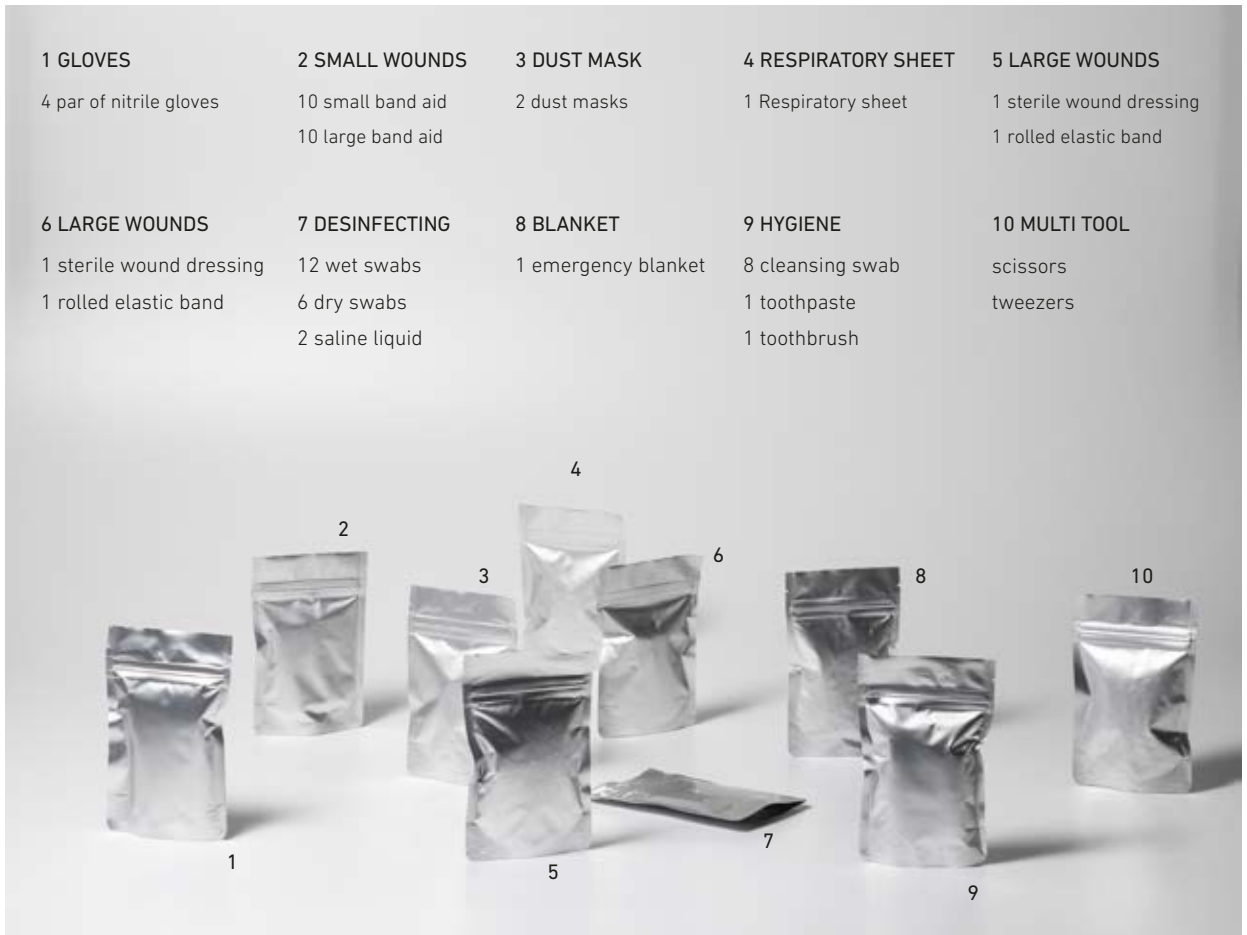 1 GLOVES
4 par of nitrile gloves
2 SMALL WOUNDS
10 small band aid
10 large band aid
3 DUST MASK
2 dust masks
4 RESPIRATORY SHEET
1 Respiratory sheet
5 LARGE WOUNDS
1 sterile wound dressing
1 rolled elastic band
6 LARGE WOUNDS
1 sterile wound dressing
1 rolled elastic band
7 DESINFECTING
12 wet swabs
6 dry swabs
2 saline liquid
8 BLANKET
1 emergency blanket
9 HYGIENE
8 cleansing swab
1 toothpaste
1 toothbrush
10 MULTI TOOL
scissors
tweezers
4
2
6
3
8
10
7
1
5
9